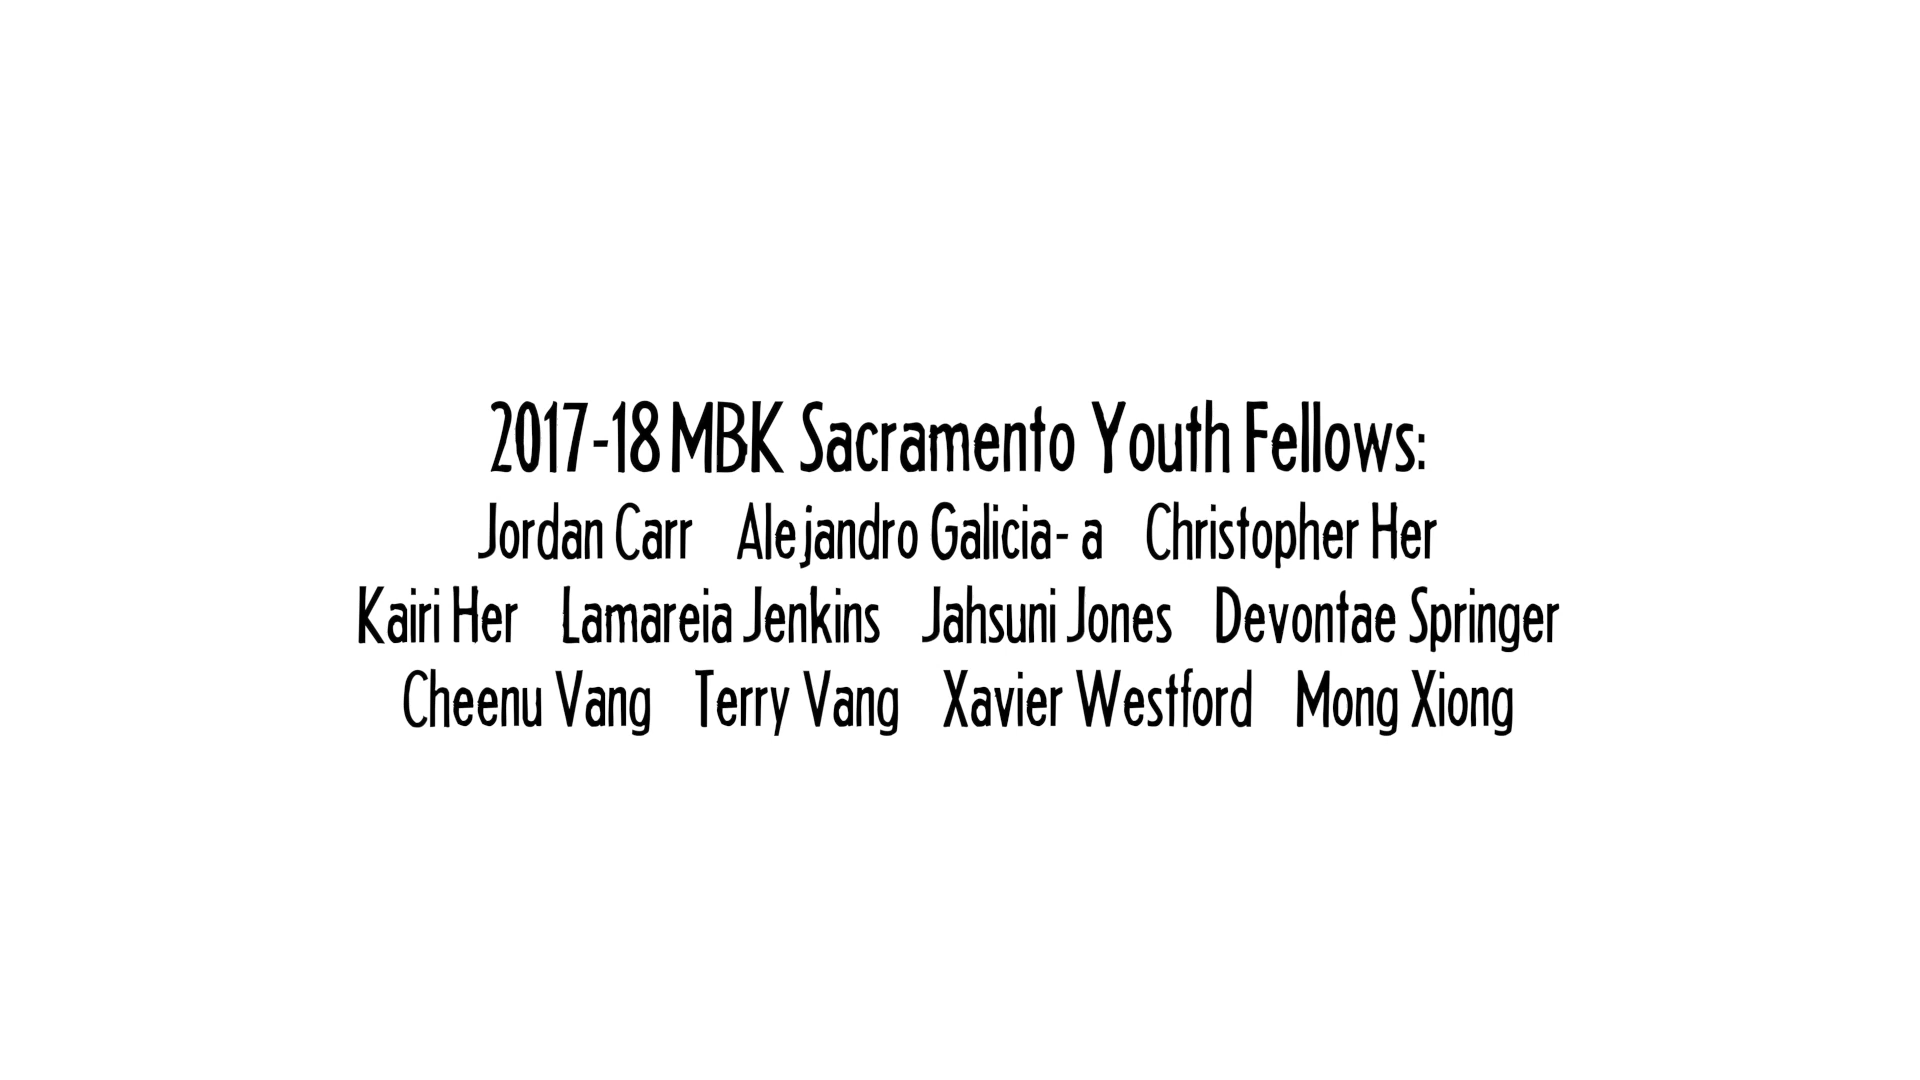 2017-18 MBK Sacramento Youth Fellows:
Jordan Carr Alejandro Galicia- a Christopher Her
Kairi Her Lamareia Jenkins Jahsuni Jones Devontae Springer
Cheenu Vang Terry Vang Xavier Westford Mong Xiong